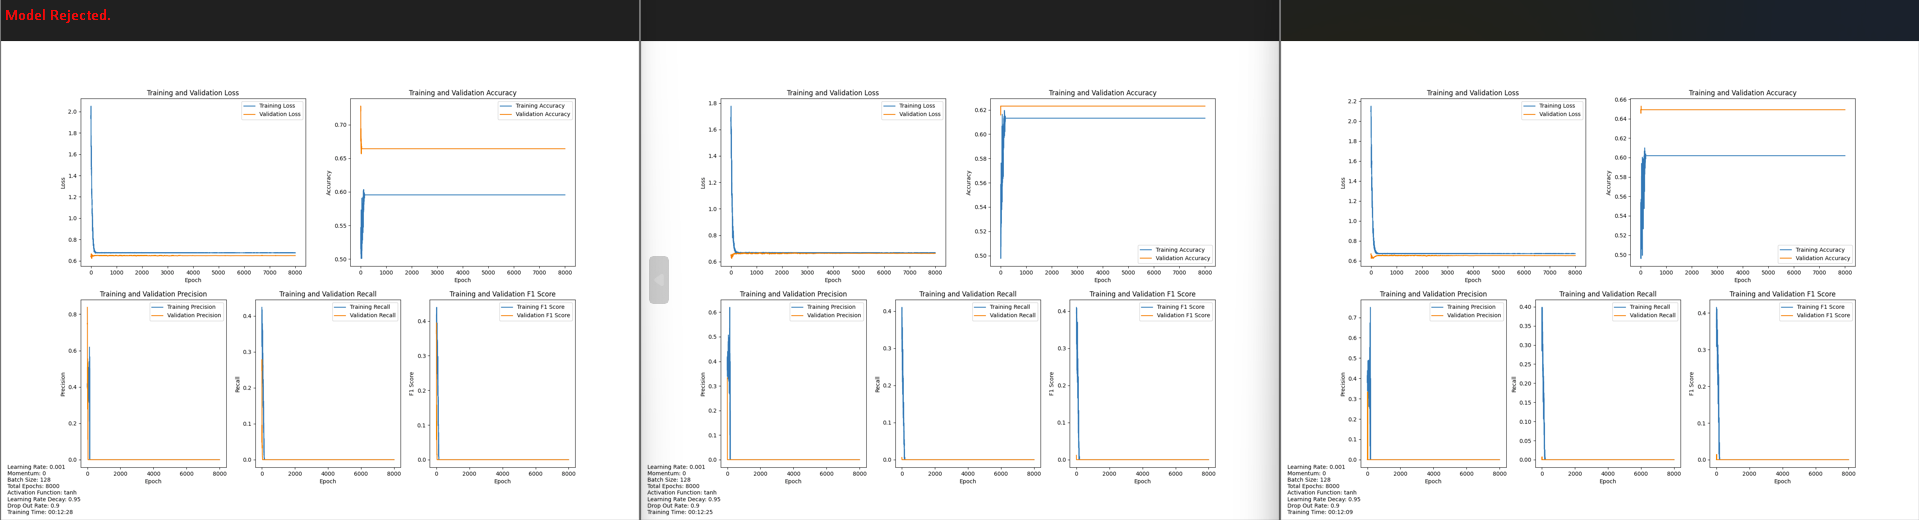 Model Rejected.
Training and Validation Loss
Training Loss
Validation Loss
2.0
1.8
1.6
1.4
1.2
1.0
0.8
0.6
Loss
0 1000 2000 3000 4000 5000 6000 7000 8000
Epoch
Training and Validation Accuracy
Training Accuracy
Validation Accuracy
0.70
0.65
0.60
0.55
0.50
Accuracy
0 1000 2000 3000 4000 5000 6000 7000 8000
Epoch
Training and Validation Precision
Training Precision
Validation Precision
0.8
0.6
0.4
0.2
0.0
Precision
0 2000 4000 6000 8000
Epoch
Training and Validation Recall
Training Recall
Validation Recall
0.4
0.3
0.2
0.1
0.0
Recall
0 2000 4000 6000 8000
Epoch
Training and Validation F1 Score
Training F1 Score
Validation F1 Score
0.4
0.3
0.2
0.1
0.0
F1 Score
0 2000 4000 6000 8000
Epoch
Learning Rate: 0.001
Momentum: 0
Batch Size: 128
Total Epochs: 8000
Activation Function: tanh
Learning Rate Decay: 0.95
Drop Out Rate: 0.9
Training Time: 00:12:28
Training and Validation Loss
Training Loss
Validation Loss
1.8
1.6
1.4
1.2
1.0
0.8
0.6
Loss
0 1000 2000 3000 4000 5000 6000 7000 8000
Epoch
Training and Validation Accuracy
0.62
0.60
0.58
0.56
0.54
0.52
0.50
Accuracy
Training Accuracy
Validation Accuracy
0 1000 2000 3000 4000 5000 6000 7000 8000
Epoch
Training and Validation Precision
Training Precision
Validation Precision
0.6
0.5
0.4
0.3
0.2
0.1
0.0
Precision
0 2000 4000 6000 8000
Epoch
Training and Validation Recall
Training Recall
Validation Recall
0.4
0.3
0.2
0.1
0.0
Recall
0 2000 4000 6000 8000
Epoch
Training and Validation F1 Score
Training F1 Score
Validation F1 Score
0.4
0.3
0.2
0.1
0.0
F1 Score
0 2000 4000 6000 8000
Epoch
Learning Rate: 0.001
Momentum: 0
Batch Size: 128
Total Epochs: 8000
Activation Function: tanh
Learning Rate Decay: 0.95
Drop Out Rate: 0.9
Training Time: 00:12:25
Training and Validation Loss
Training Loss
Validation Loss
2.2
2.0
1.8
1.6
1.4
1.2
1.0
0.8
0.6
Loss
0 1000 2000 3000 4000 5000 6000 7000 8000
Epoch
Training and Validation Accuracy
0.66
0.64
0.62
0.60
0.58
0.56
0.54
0.52
0.50
Accuracy
Training Accuracy
Validation Accuracy
0 1000 2000 3000 4000 5000 6000 7000 8000
Epoch
Training and Validation Precision
Training Precision
Validation Precision
0.7
0.6
0.5
0.4
0.3
0.2
0.1
0.0
Precision
0 2000 4000 6000 8000
Epoch
Training and Validation Recall
Training Recall
Validation Recall
0.40
0.35
0.30
0.25
0.20
0.15
0.10
0.05
0.00
Recall
0 2000 4000 6000 8000
Epoch
Training and Validation F1 Score
Training F1 Score
Validation F1 Score
0.4
0.3
0.2
0.1
0.0
F1 Score
0 2000 4000 6000 8000
Epoch
Learning Rate: 0.001
Momentum: 0
Batch Size: 128
Total Epochs: 8000
Activation Function: tanh
Learning Rate Decay: 0.95
Drop Out Rate: 0.9
Training Time: 00:12:09